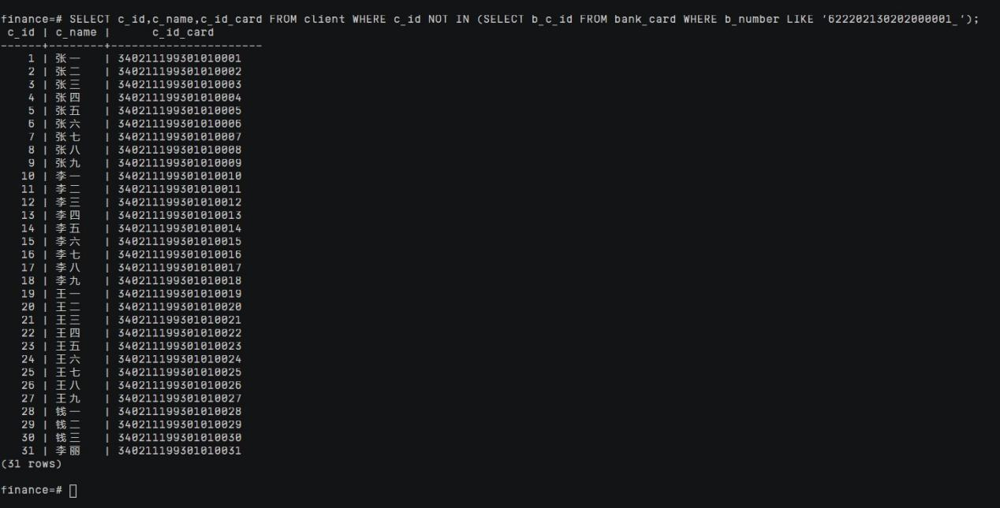 finance=# SELECT c_id,c_name,c_id_card FROM client WHERE c_id NOT IN (SELECT b_c_id FROM bank_card WHERE b_number LIKE '622202130202000001_');
 c_id | c_name |      c_id_card
------+--------+----------------------
    1 | 张一   | 340211199301010001
    2 | 张二   | 340211199301010002
    3 | 张三   | 340211199301010003
    4 | 张四   | 340211199301010004
    5 | 张五   | 340211199301010005
    6 | 张六   | 340211199301010006
    7 | 张七   | 340211199301010007
    8 | 张八   | 340211199301010008
    9 | 张九   | 340211199301010009
   10 | 李一   | 340211199301010010
   11 | 李二   | 340211199301010011
   12 | 李三   | 340211199301010012
   13 | 李四   | 340211199301010013
   14 | 李五   | 340211199301010014
   15 | 李六   | 340211199301010015
   16 | 李七   | 340211199301010016
   17 | 李八   | 340211199301010017
   18 | 李九   | 340211199301010018
   19 | 王一   | 340211199301010019
   20 | 王二   | 340211199301010020
   21 | 王三   | 340211199301010021
   22 | 王四   | 340211199301010022
   23 | 王五   | 340211199301010023
   24 | 王六   | 340211199301010024
   25 | 王七   | 340211199301010025
   26 | 王八   | 340211199301010026
   27 | 王九   | 340211199301010027
   28 | 钱一   | 340211199301010028
   29 | 钱二   | 340211199301010029
   30 | 钱三   | 340211199301010030
   31 | 李丽   | 340211199301010031
(31 rows)
finance=#